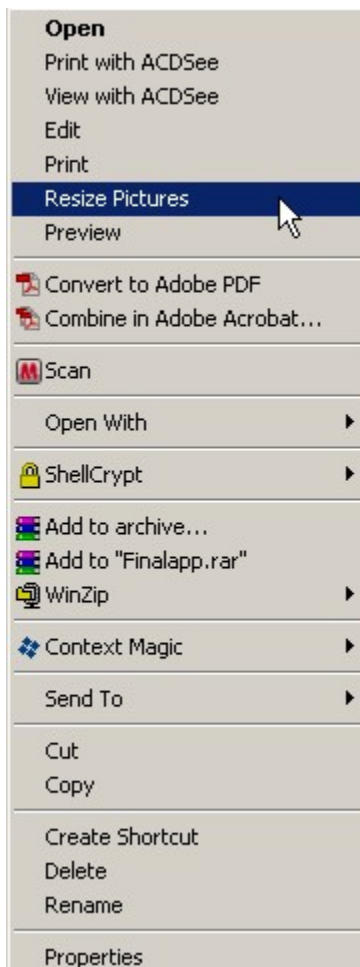 Open
Print with ACDSee
View with ACDSee
Edit
Print
Resize Pictures
Preview
Convert to Adobe PDF
Combine in Adobe Acrobat...
Scan
Open With
ShellCrypt
Add to archive...
Add to "Finalapp.rar"
WinZip
Context Magic
Send To
Cut
Copy
Create Shortcut
Delete
Rename
Properties